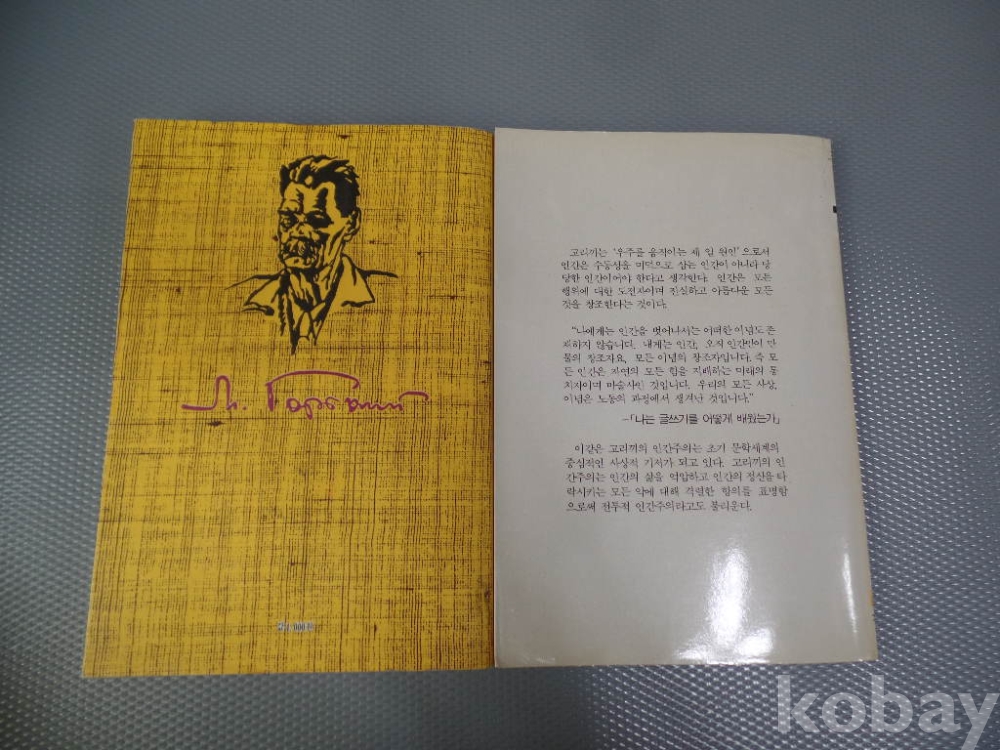 М. Горький
고리끼는 '우주를 움직이는 제 일 원인'으로서
인간은 수동성을 미덕으로 삼는 인간이 아니라 당
당한 인간이어야 한다고 생각한다. 인간은 모든
행위에 대한 도전자이며 진실하고 아름다운 모든
것을 창조한다는 것이다.
"나에게는 인간을 벗어나서는 어떠한 이념도 존
재하지 않습니다. 내게는 인간, 오직 인간만이 만
물의 창조자요, 모든 이념의 창조자입니다. 즉 모
든 인간은 자연의 모든 힘을 지배하는 미래의 통
치자이며 마술사인 것입니다. 우리의 모든 사상,
이념은 노동의 과정에서 생겨난 것입니다."
-「나는 글쓰기를 어떻게 배웠는가」
이같은 고리끼의 인간주의는 초기 문학세계의
중심적인 사상적 기저가 되고 있다. 고리끼의 인
간주의는 인간의 삶을 억압하고 인간의 정신을 타
락시키는 모든 악에 대해 격렬한 항의를 표명함
으로써 전투적 인간주의라고도 불리운다.
kobay